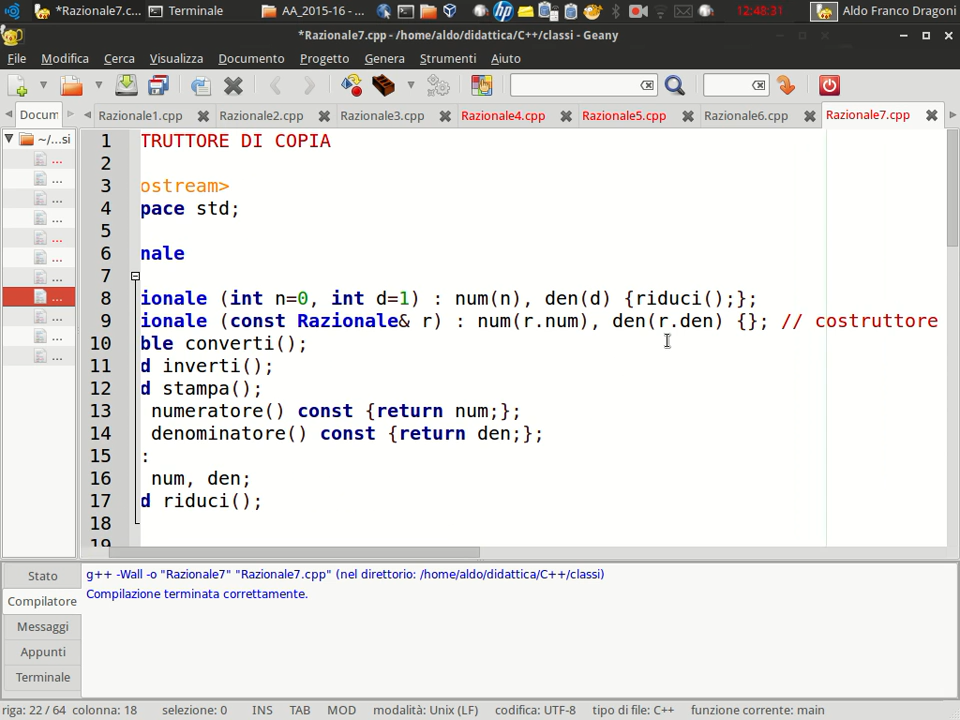 *Razionale7.c... Terminale AA_2015-16 - ... 12:48:31 Aldo Franco Dragoni
*Razionale7.cpp - /home/aldo/didattica/C++/classi - Geany
File Modifica Cerca Visualizza Documento Progetto Genera Strumenti Aiuto
Docum Razionale1.cpp Razionale2.cpp Razionale3.cpp Razionale4.cpp Razionale5.cpp Razionale6.cpp Razionale7.cpp
~/...si
...
...
...
...
...
...
...
...
...
...
...
1 TRUTTORE DI COPIA
2
3 ostream>
4 pace std;
5
6 nale
7
8 ionale (int n=0, int d=1) : num(n), den(d) {riduci();};
9 ionale (const Razionale& r) : num(r.num), den(r.den) {}; // costruttore
10 ble converti();
11 d inverti();
12 d stampa();
13 numeratore() const {return num;};
14 denominatore() const {return den;};
15 :
16 num, den;
17 d riduci();
18
19
Stato
Compilatore
Messaggi
Appunti
Terminale
g++ -Wall -o "Razionale7" "Razionale7.cpp" (nel direttorio: /home/aldo/didattica/C++/classi)
Compilazione terminata correttamente.
riga: 22 / 64 colonna: 18 selezione: 0 INS TAB MOD modalità: Unix (LF) codifica: UTF-8 tipo di file: C++ funzione corrente: main